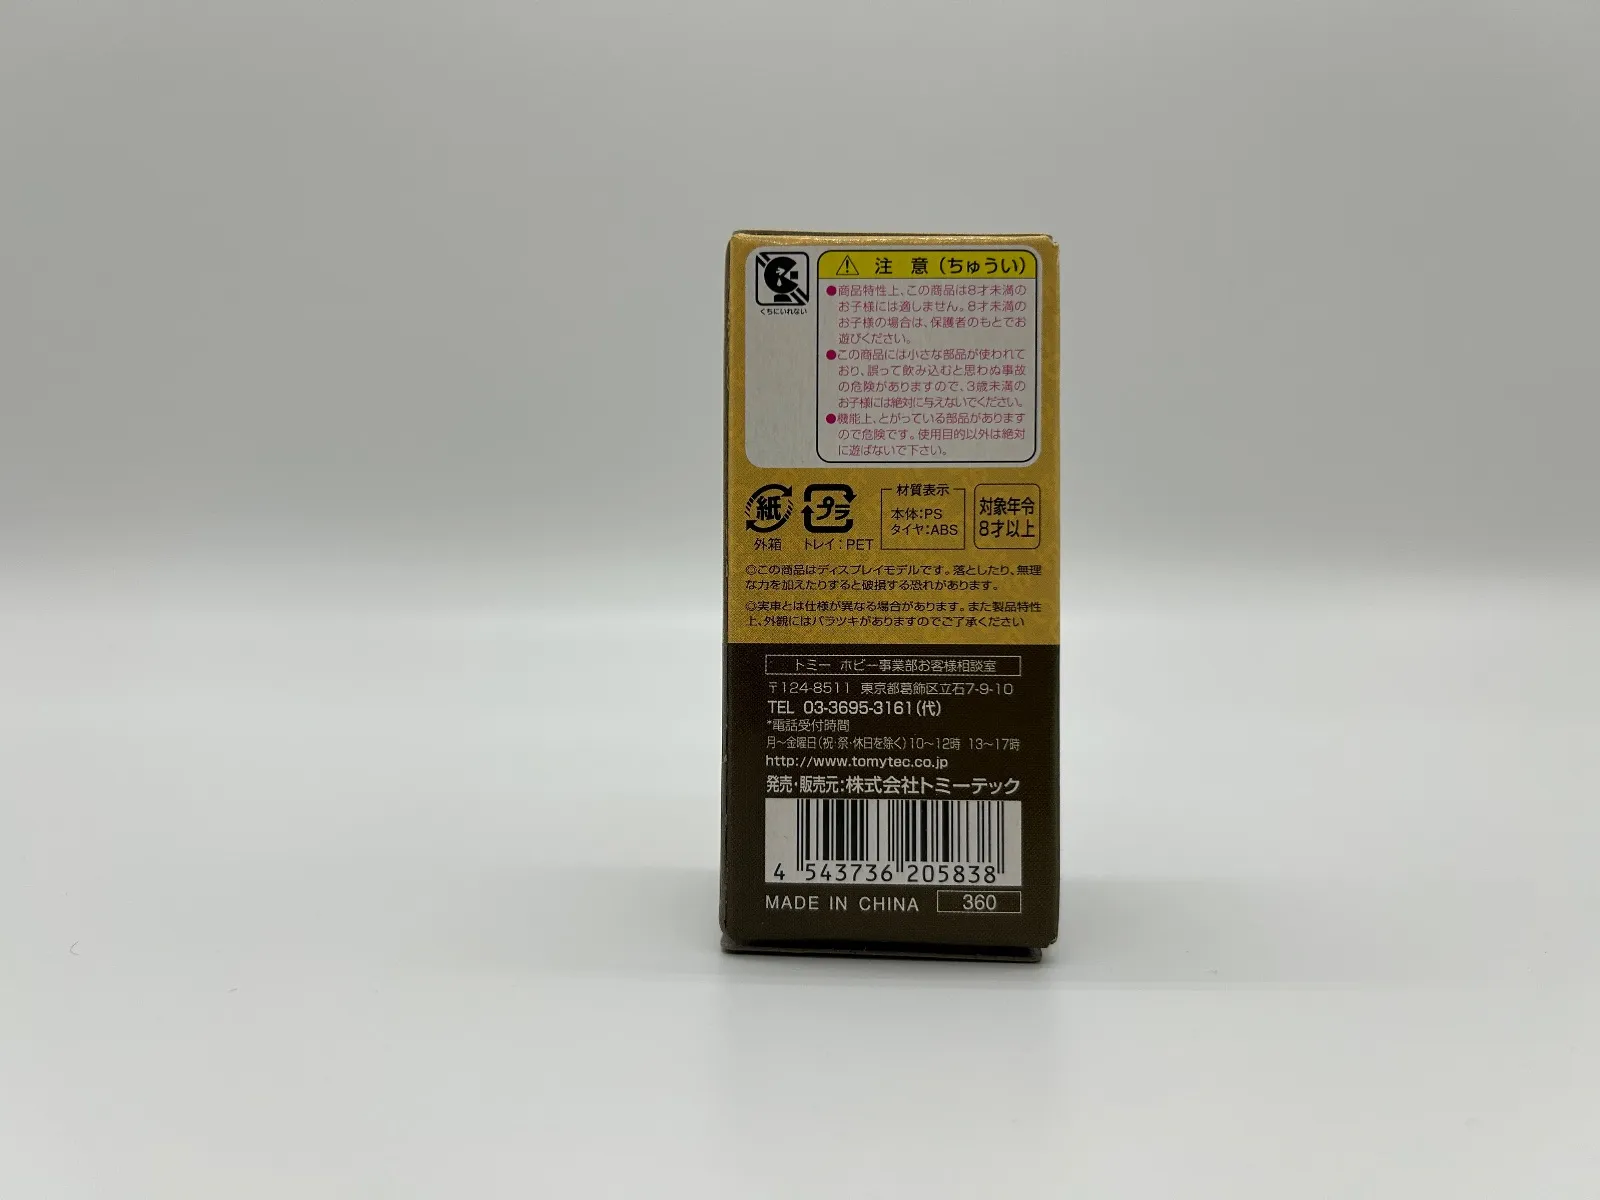 くちにいれない
注 意(ちゅうい)
●商品特性上、この商品は8才未満の
お子様には適しません。8才未満の
お子様の場合は、保護者のもとでお
遊びください。
●この商品には小さな部品が使われて
おり、誤って飲み込むと思わぬ事故
の危険がありますので、3歳未満の
お子様には絶対に与えないでください。
●機能上、とがっている部品があります
ので危険です。使用目的以外は絶対
に遊ばないで下さい。
紙
外箱
プラ
トレイ:PET
材質表示
本体:PS
タイヤ:ABS
対象年令
8才以上
◎この商品はディスプレイモデルです。落としたり、無理
な力を加えたりすると破損する恐れがあります。
◎実車とは仕様が異なる場合があります。また製品特性
上、外観にはバラツキがありますのでご了承ください
トミー ホビー事業部お客様相談室
〒124-8511 東京都葛飾区立石7-9-10
TEL 03-3695-3161(代)
*電話受付時間
月〜金曜日(祝・祭・休日を除く)10〜12時 13〜17時
http://www.tomytec.co.jp
発売・販売元:株式会社トミーテック
4 543736 205838
MADE IN CHINA 360